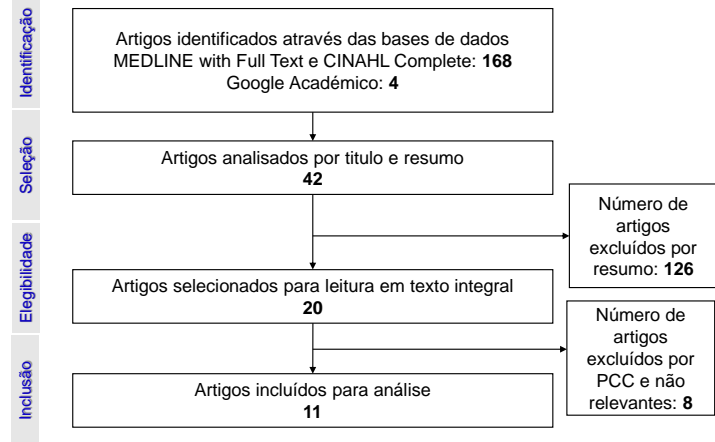 Identificação
Artigos identificados através das bases de dados
MEDLINE with Full Text e CINAHL Complete: 168
Google Académico: 4
Seleção
Artigos analisados por titulo e resumo
42
Número de
artigos
excluídos por
resumo: 126
Elegibilidade
Artigos selecionados para leitura em texto integral
20
Número de
artigos
excluídos por
PCC e não
relevantes: 8
Inclusão
Artigos incluídos para análise
11